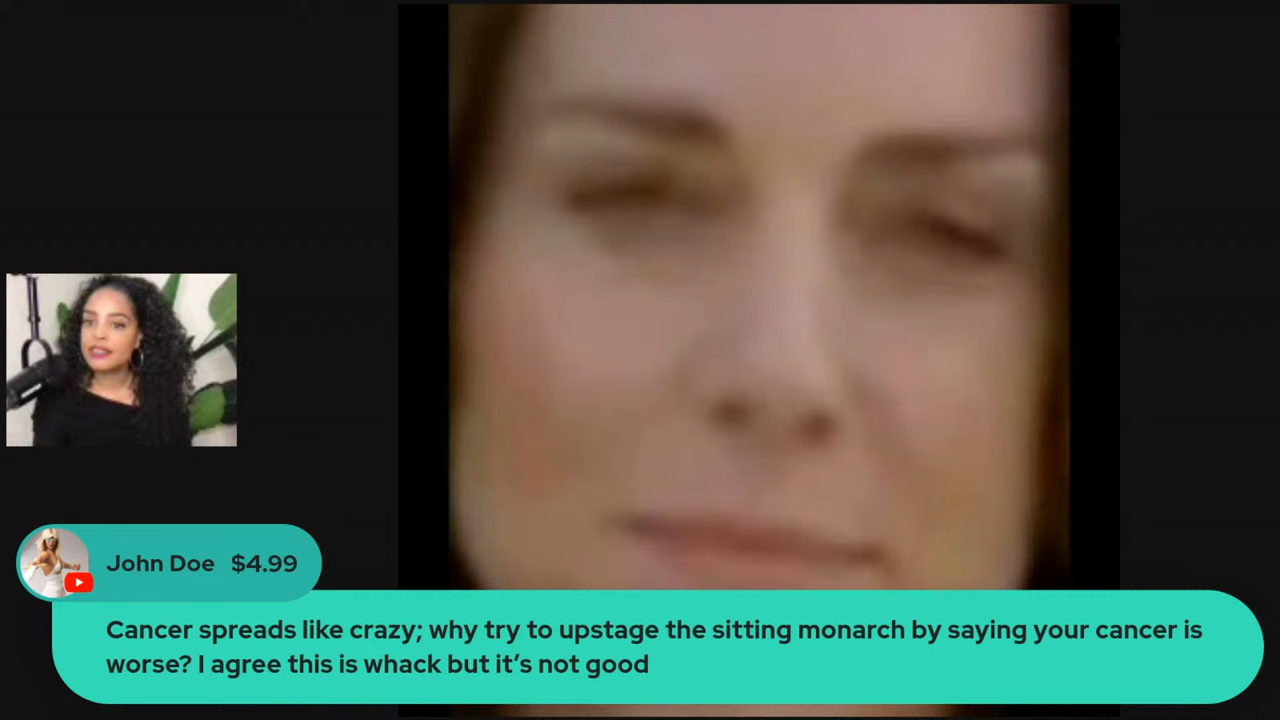 John Doe $4.99
Cancer spreads like crazy; why try to upstage the sitting monarch by saying your cancer is
worse? I agree this is whack but it’s not good